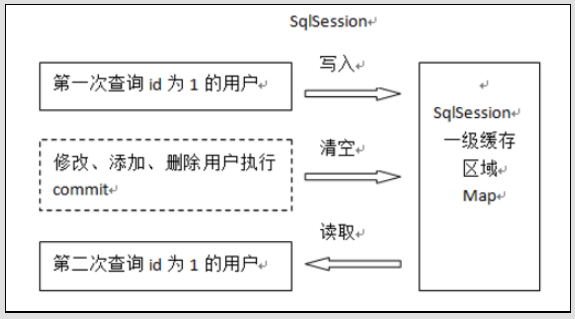 SqlSession
写入
第一次查询 id 为 1 的用户
SqlSession
一级缓存
区域
Map
清空
修改、添加、删除用户执行
commit
读取
第二次查询 id 为 1 的用户